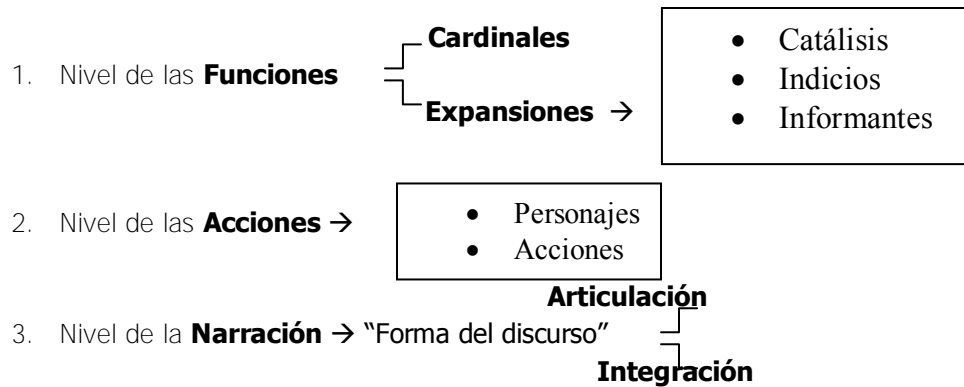 Cardinales
1. Nivel de las Funciones
Expansiones →
• Catálisis
• Indicios
• Informantes
2. Nivel de las Acciones →
• Personajes
• Acciones
Articulación
3. Nivel de la Narración → “Forma del discurso”
Integración